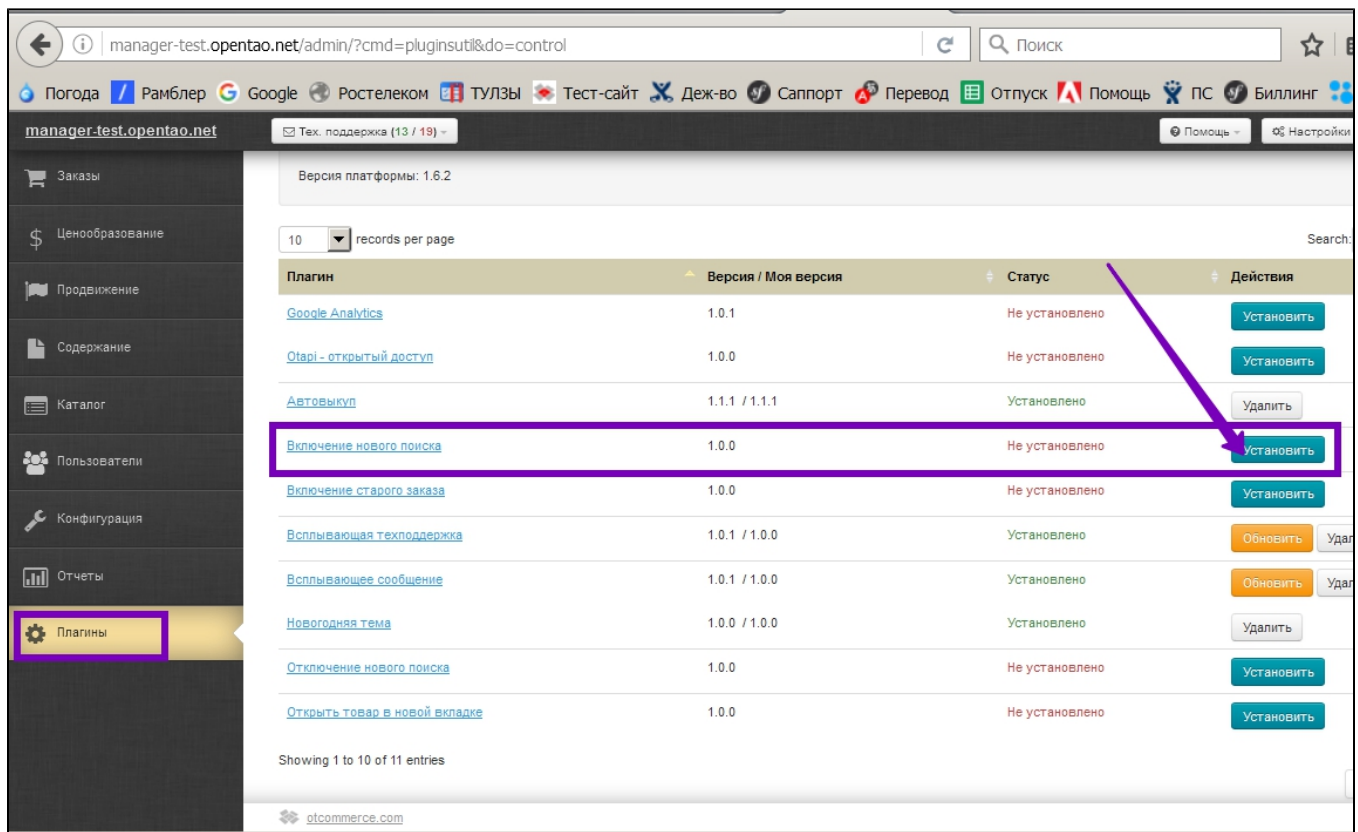 manager-test.opentao.net/admin/?cmd=pluginsutil&do=control Поиск
Погода Рамблер Google Ростелеком ТУЛЗЫ Тест-сайт Деж-во Саппорт Перевод Отпуск Помощь ПС Биллинг
manager-test.opentao.net Тех. поддержка (13 / 19) Помощь Настройки
Заказы
Ценообразование
Продвижение
Содержание
Каталог
Пользователи
Конфигурация
Отчеты
Плагины
Версия платформы: 1.6.2
10 records per page Search:
Плагин Версия / Моя версия Статус Действия
Google Analytics 1.0.1 Не установлено Установить
Otapi - открытый доступ 1.0.0 Не установлено Установить
Автовыкуп 1.1.1 / 1.1.1 Установлено Удалить
Включение нового поиска 1.0.0 Не установлено Установить
Включение старого заказа 1.0.0 Не установлено Установить
Всплывающая техподдержка 1.0.1 / 1.0.0 Установлено Обновить Удал
Всплывающее сообщение 1.0.1 / 1.0.0 Установлено Обновить Удал
Новогодняя тема 1.0.0 / 1.0.0 Установлено Удалить
Отключение нового поиска 1.0.0 Не установлено Установить
Открыть товар в новой вкладке 1.0.0 Не установлено Установить
Showing 1 to 10 of 11 entries
otcommerce.com